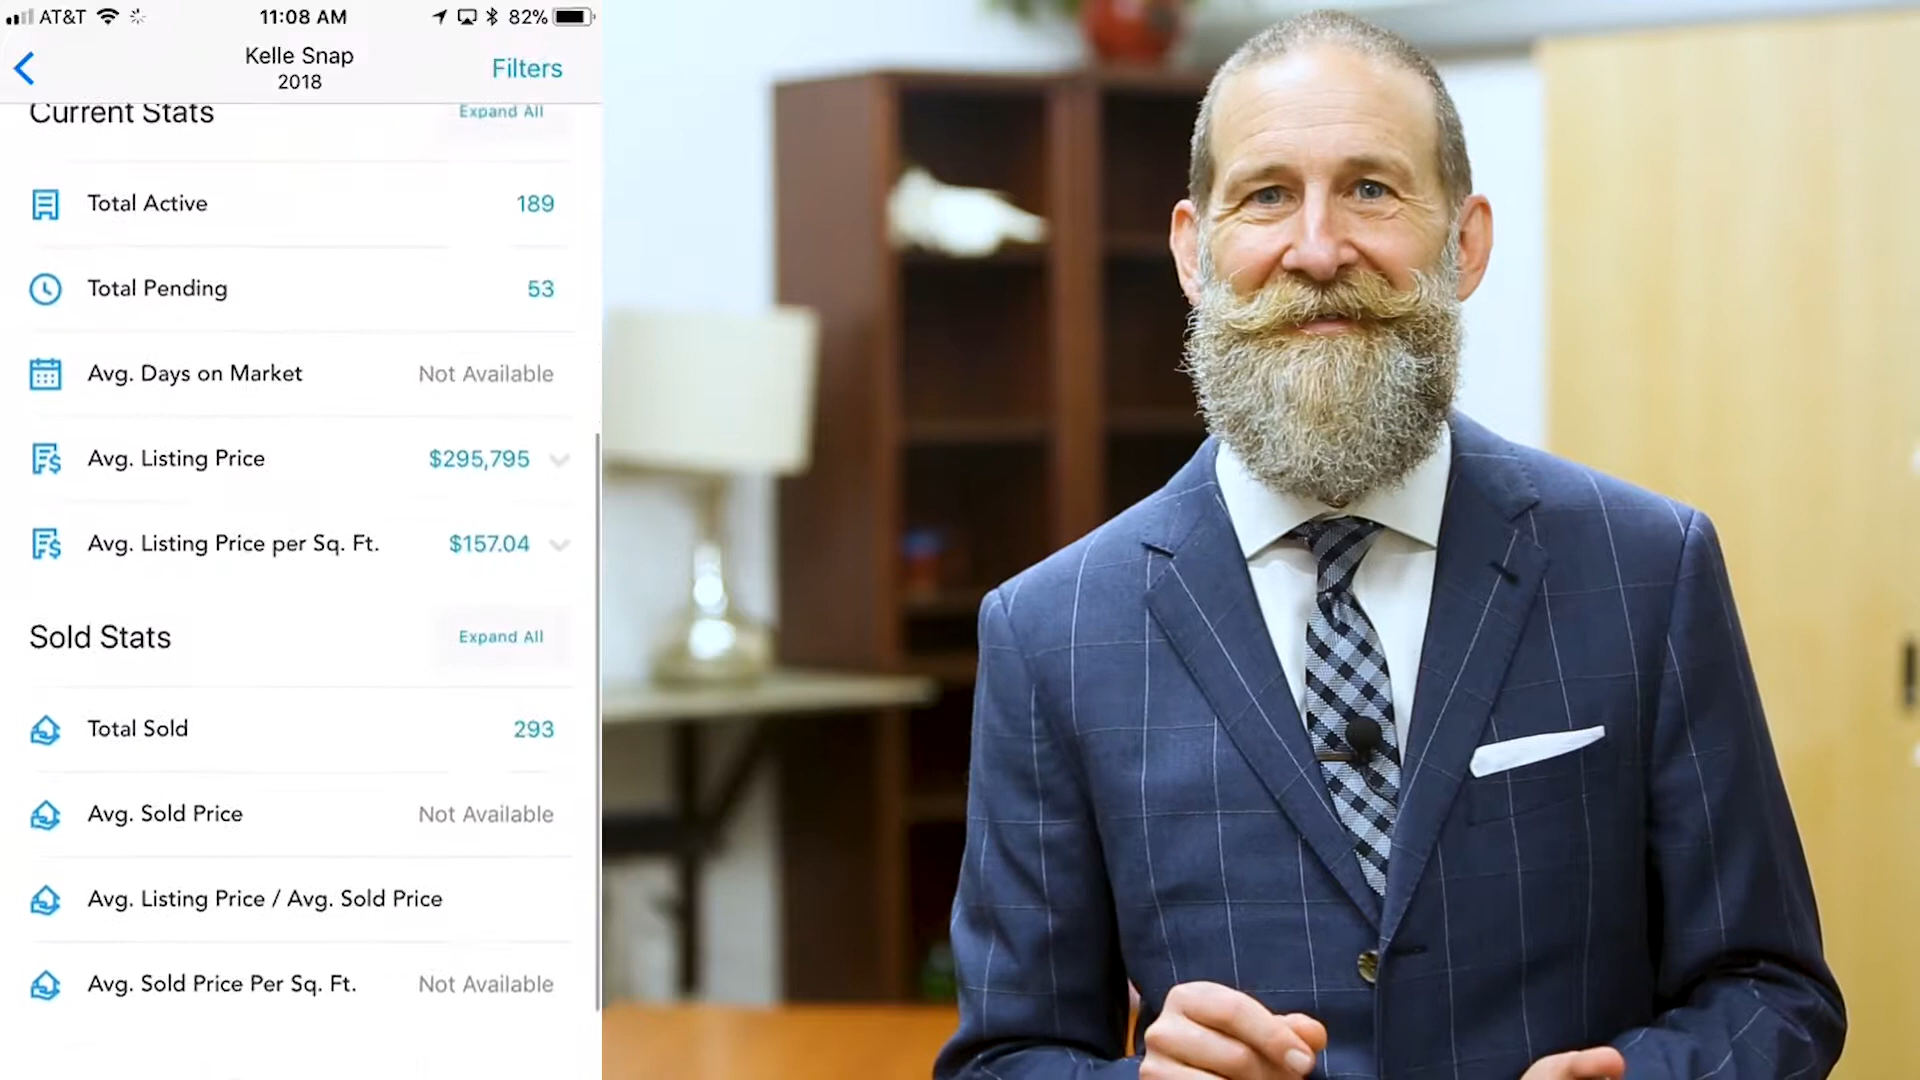 AT&T 11:08 AM 82%
Kelle Snap
2018
Filters
Current Stats Expand All
Total Active 189
Total Pending 53
Avg. Days on Market Not Available
Avg. Listing Price $295,795
Avg. Listing Price per Sq. Ft. $157.04
Sold Stats Expand All
Total Sold 293
Avg. Sold Price Not Available
Avg. Listing Price / Avg. Sold Price
Avg. Sold Price Per Sq. Ft. Not Available